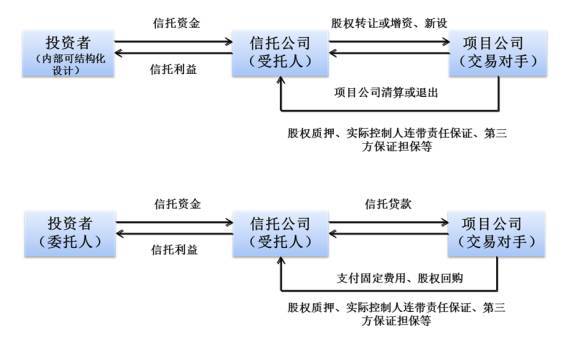 信托资金
股权转让或增资、新设
投资者
（内部可结构化
设计）
信托公司
（受托人）
项目公司
（交易对手）
信托利益
项目公司清算或退出
股权质押、实际控制人连带责任保证、第三
方保证担保等
信托资金
信托贷款
投资者
（委托人）
信托公司
（受托人）
项目公司
（交易对手）
信托利益
支付固定费用、股权回购
股权质押、实际控制人连带责任保证、第三
方保证担保等